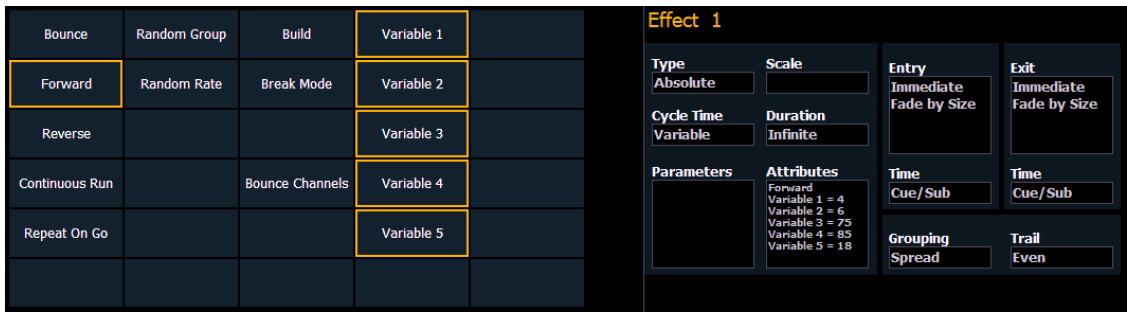 Bounce Random Group Build Variable 1
Forward Random Rate Break Mode Variable 2
Reverse Variable 3
Continuous Run Bounce Channels Variable 4
Repeat On Go Variable 5
Effect 1
Type Scale
Absolute
Cycle Time Duration
Variable Infinite
Parameters Attributes
Forward
Variable 1 = 4
Variable 2 = 6
Variable 3 = 75
Variable 4 = 85
Variable 5 = 18
Entry Exit
Immediate Immediate
Fade by Size Fade by Size
Time Time
Cue/Sub Cue/Sub
Grouping Trail
Spread Even